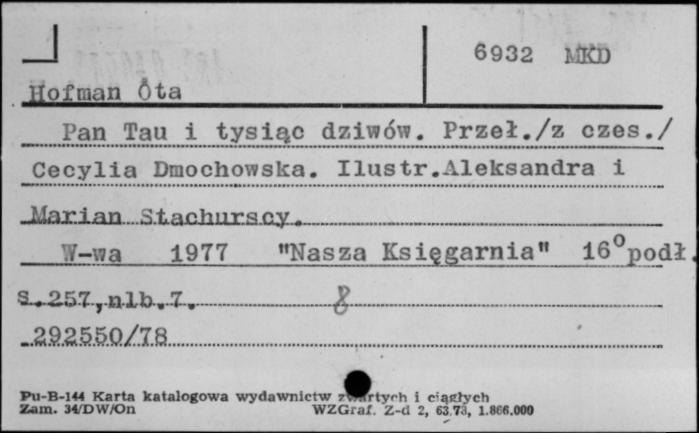 6932 MKD
Hofman Ôta
Pan Tau i tysiąc dziwów. Przeł./z czes./
Cecylia Dmochowska. Ilustr.Aleksandra i
Marian Stachurscy.
W-wa 1977 "Nasza Księgarnia" 16° podł.
S.257,nlb.7. 8
292550/78
Pu-B-144 Karta katalogowa wydawnictw zwartych i ciągłych
Zam. 34/DW/On WZGraf. Z-d 2, 63,73, 1.866.000